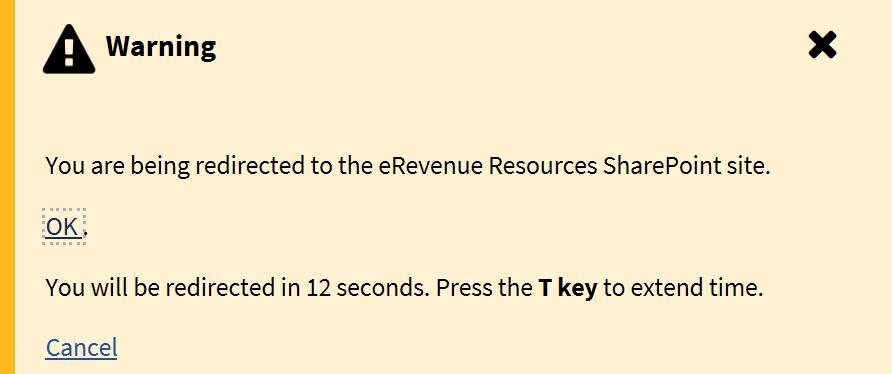 Warning
You are being redirected to the eRevenue Resources SharePoint site.
OK .
You will be redirected in 12 seconds. Press the T key to extend time.
Cancel